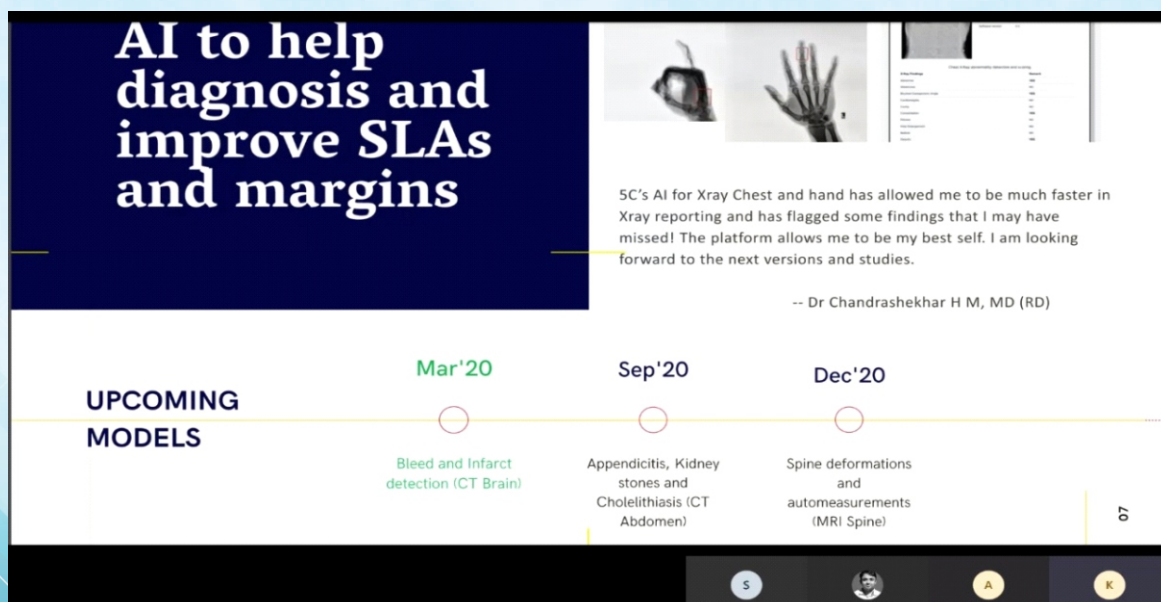 AI to help
diagnosis and
improve SLAs
and margins
5C's AI for Xray Chest and hand has allowed me to be much faster in
Xray reporting and has flagged some findings that I may have
missed! The platform allows me to be my best self. I am looking
forward to the next versions and studies.
-- Dr Chandrashekhar H M, MD (RD)
UPCOMING
MODELS
Mar'20
Bleed and Infarct
detection (CT Brain)
Sep'20
Appendicitis, Kidney
stones and
Cholelithiasis (CT
Abdomen)
Dec'20
Spine deformations
and
automeasurements
(MRI Spine)
07
S
A
K